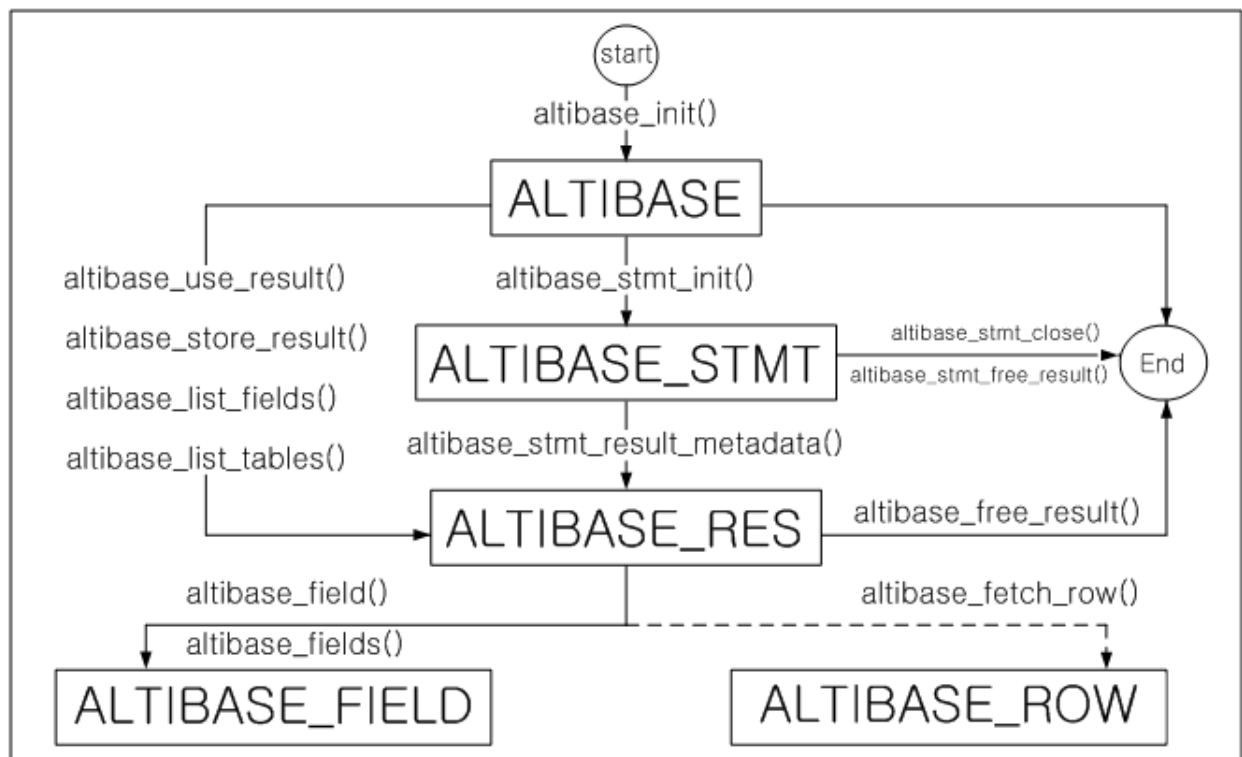 start
altibase_init()
ALTIBASE
altibase_use_result()
altibase_stmt_init()
altibase_store_result()
altibase_stmt_close()
ALTIBASE_STMT
End
altibase_stmt_free_result()
altibase_list_fields()
altibase_list_tables()
altibase_stmt_result_metadata()
ALTIBASE_RES
altibase_free_result()
altibase_field()
altibase_fetch_row()
altibase_fields()
ALTIBASE_FIELD
ALTIBASE_ROW